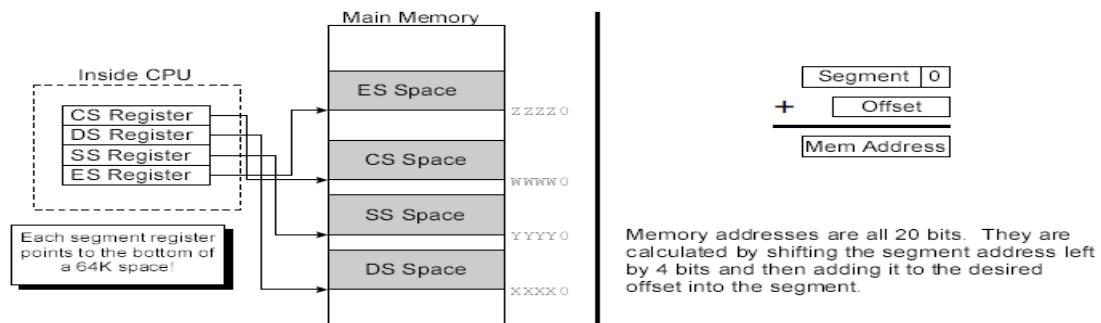 Main Memory
Inside CPU
CS Register
DS Register
SS Register
ES Register
Each segment register
points to the bottom of
a 64K space!
ES Space
ZZZZ0
CS Space
WWWW0
SS Space
YYYY0
DS Space
XXXX0
Segment 0
+ Offset
Mem Address
Memory addresses are all 20 bits. They are
calculated by shifting the segment address left
by 4 bits and then adding it to the desired
offset into the segment.